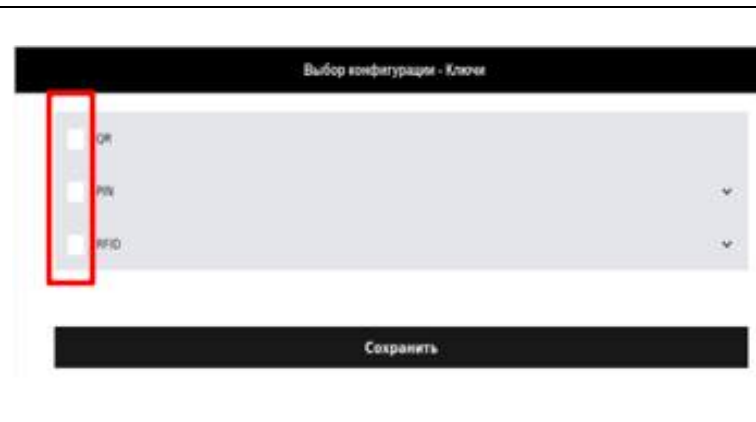 Выбор конфигурации - Ключи
QR
PIN
RFID
Сохранить